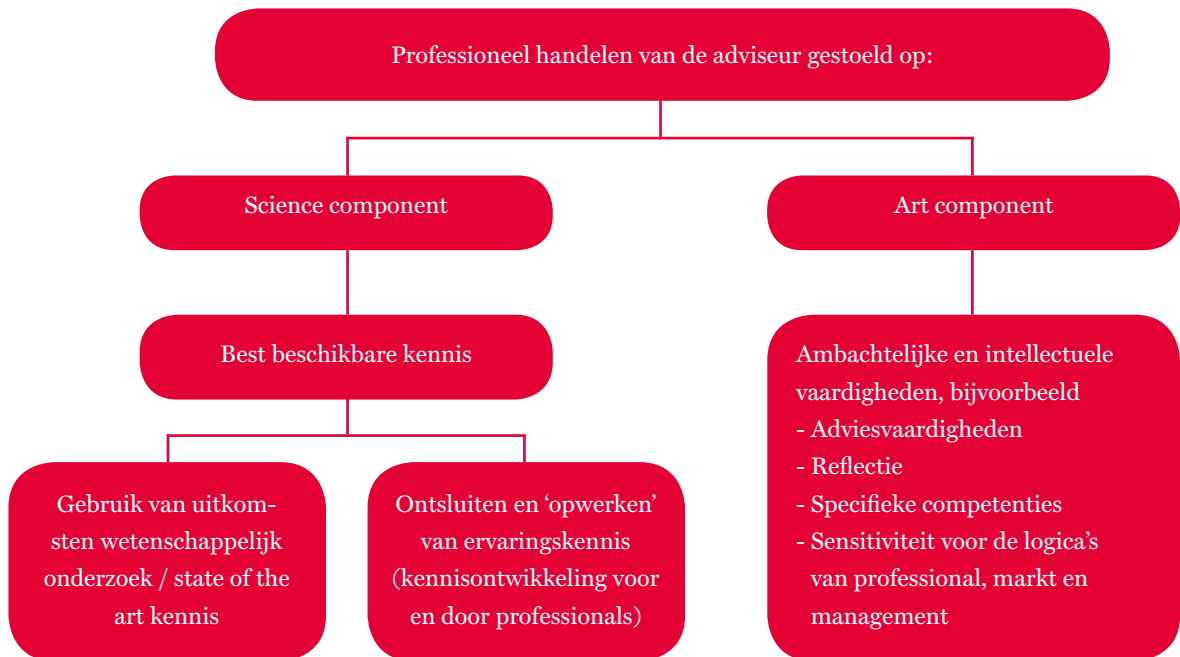 Professioneel handelen van de adviseur gestoeld op:
Science component
Art component
Best beschikbare kennis
Gebruik van uitkom-
sten wetenschappelijk
onderzoek / state of the
art kennis
Ontsluiten en ‘opwerken’
van ervaringskennis
(kennisontwikkeling voor
en door professionals)
Ambachtelijke en intellectuele
vaardigheden, bijvoorbeeld
- Adviesvaardigheden
- Reflectie
- Specifieke competenties
- Sensitiviteit voor de logica’s
van professional, markt en
management